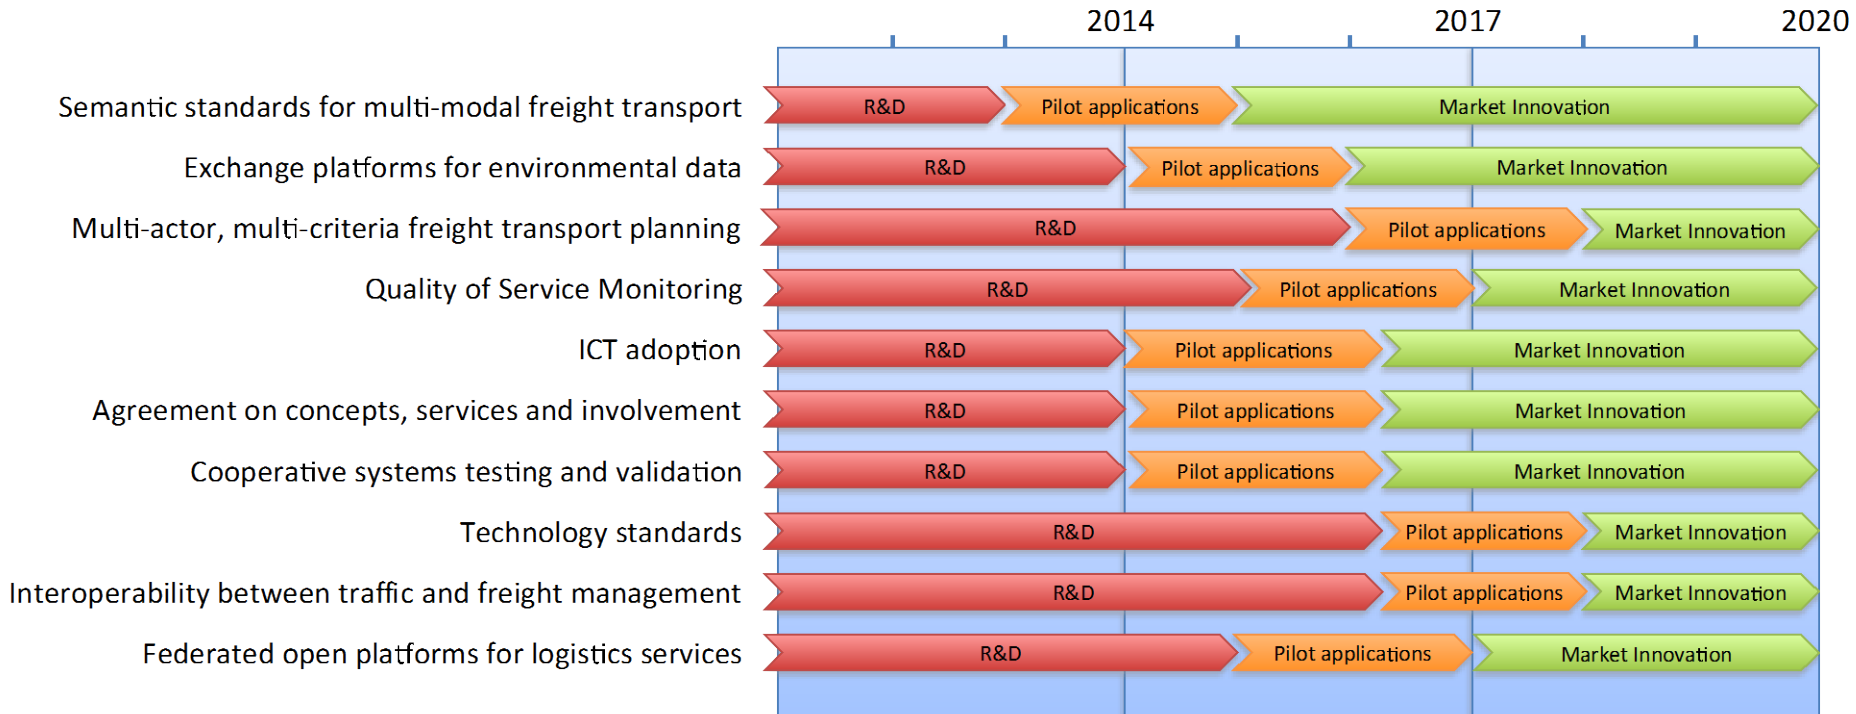 2014 2017 2020
Semantic standards for multi-modal freight transport R&D Pilot applications Market Innovation
Exchange platforms for environmental data R&D Pilot applications Market Innovation
Multi-actor, multi-criteria freight transport planning R&D Pilot applications Market Innovation
Quality of Service Monitoring R&D Pilot applications Market Innovation
ICT adoption R&D Pilot applications Market Innovation
Agreement on concepts, services and involvement R&D Pilot applications Market Innovation
Cooperative systems testing and validation R&D Pilot applications Market Innovation
Technology standards R&D Pilot applications Market Innovation
Interoperability between traffic and freight management R&D Pilot applications Market Innovation
Federated open platforms for logistics services R&D Pilot applications Market Innovation